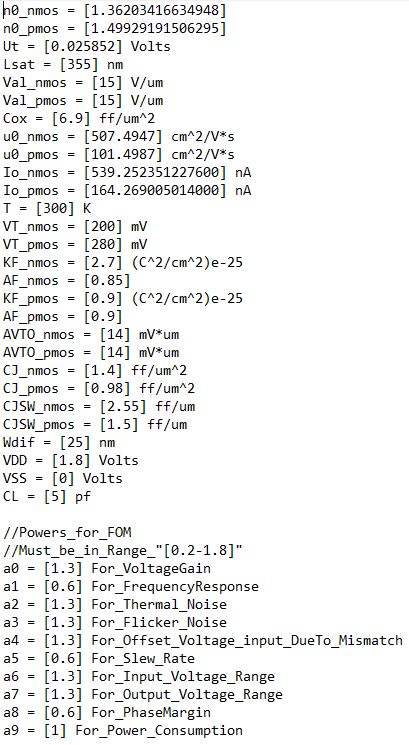 n0_nmos = [1.36203416634948]
n0_pmos = [1.49929191506295]
Ut = [0.025852] Volts
Lsat = [355] nm
Val_nmos = [15] V/um
Val_pmos = [15] V/um
Cox = [6.9] ff/um^2
u0_nmos = [507.4947] cm^2/V*s
u0_pmos = [101.4987] cm^2/V*s
Io_nmos = [539.252351227600] nA
Io_pmos = [164.269005014000] nA
T = [300] K
VT_nmos = [200] mV
VT_pmos = [280] mV
KF_nmos = [2.7] (C^2/cm^2)e-25
AF_nmos = [0.85]
KF_pmos = [0.9] (C^2/cm^2)e-25
AF_pmos = [0.9]
AVTO_nmos = [14] mV*um
AVTO_pmos = [14] mV*um
CJ_nmos = [1.4] ff/um^2
CJ_pmos = [0.98] ff/um^2
CJSW_nmos = [2.55] ff/um
CJSW_pmos = [1.5] ff/um
Wdif = [25] nm
VDD = [1.8] Volts
VSS = [0] Volts
CL = [5] pf
//Powers_for_FOM
//Must_be_in_Range_"[0.2-1.8]"
a0 = [1.3] For_VoltageGain
a1 = [0.6] For_FrequencyResponse
a2 = [1.3] For_Thermal_Noise
a3 = [1.3] For_Flicker_Noise
a4 = [1.3] For_Offset_Voltage_input_DueTo_Mismatch
a5 = [0.6] For_Slew_Rate
a6 = [1.3] For_Input_Voltage_Range
a7 = [1.3] For_Output_Voltage_Range
a8 = [0.6] For_PhaseMargin
a9 = [1] For_Power_Consumption